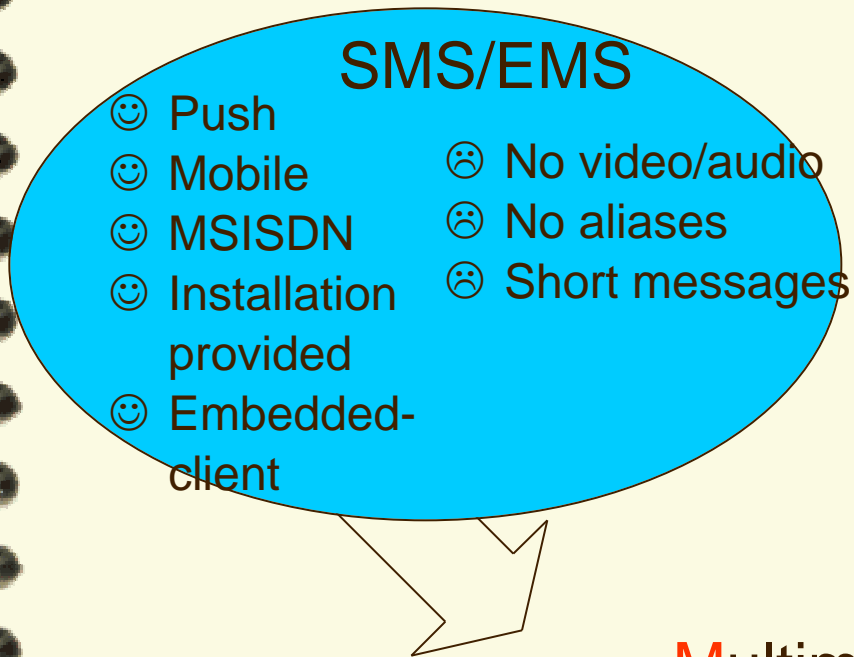 SMS/EMS
☺ Push
☺ Mobile
☺ MSISDN
☺ Installation
provided
☺ Embedded-
client
☹ No video/audio
☹ No aliases
☹ Short messages